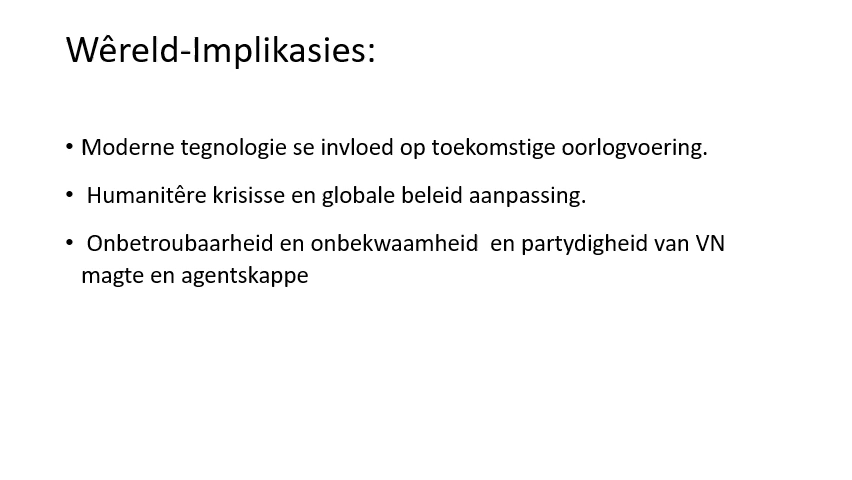 Wêreld-Implikasies:
• Moderne tegnologie se invloed op toekomstige oorlogvoering.
• Humanitêre krisisse en globale beleid aanpassing.
• Onbetroubaarheid en onbekwaamheid  en partydigheid van VN
magte en agentskappe